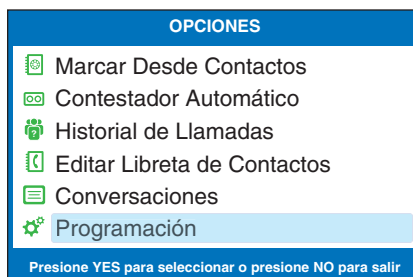 OPCIONES
Marcar Desde Contactos
Contestador Automático
Historial de Llamadas
Editar Libreta de Contactos
Conversaciones
Programación
Presione YES para seleccionar o presione NO para salir